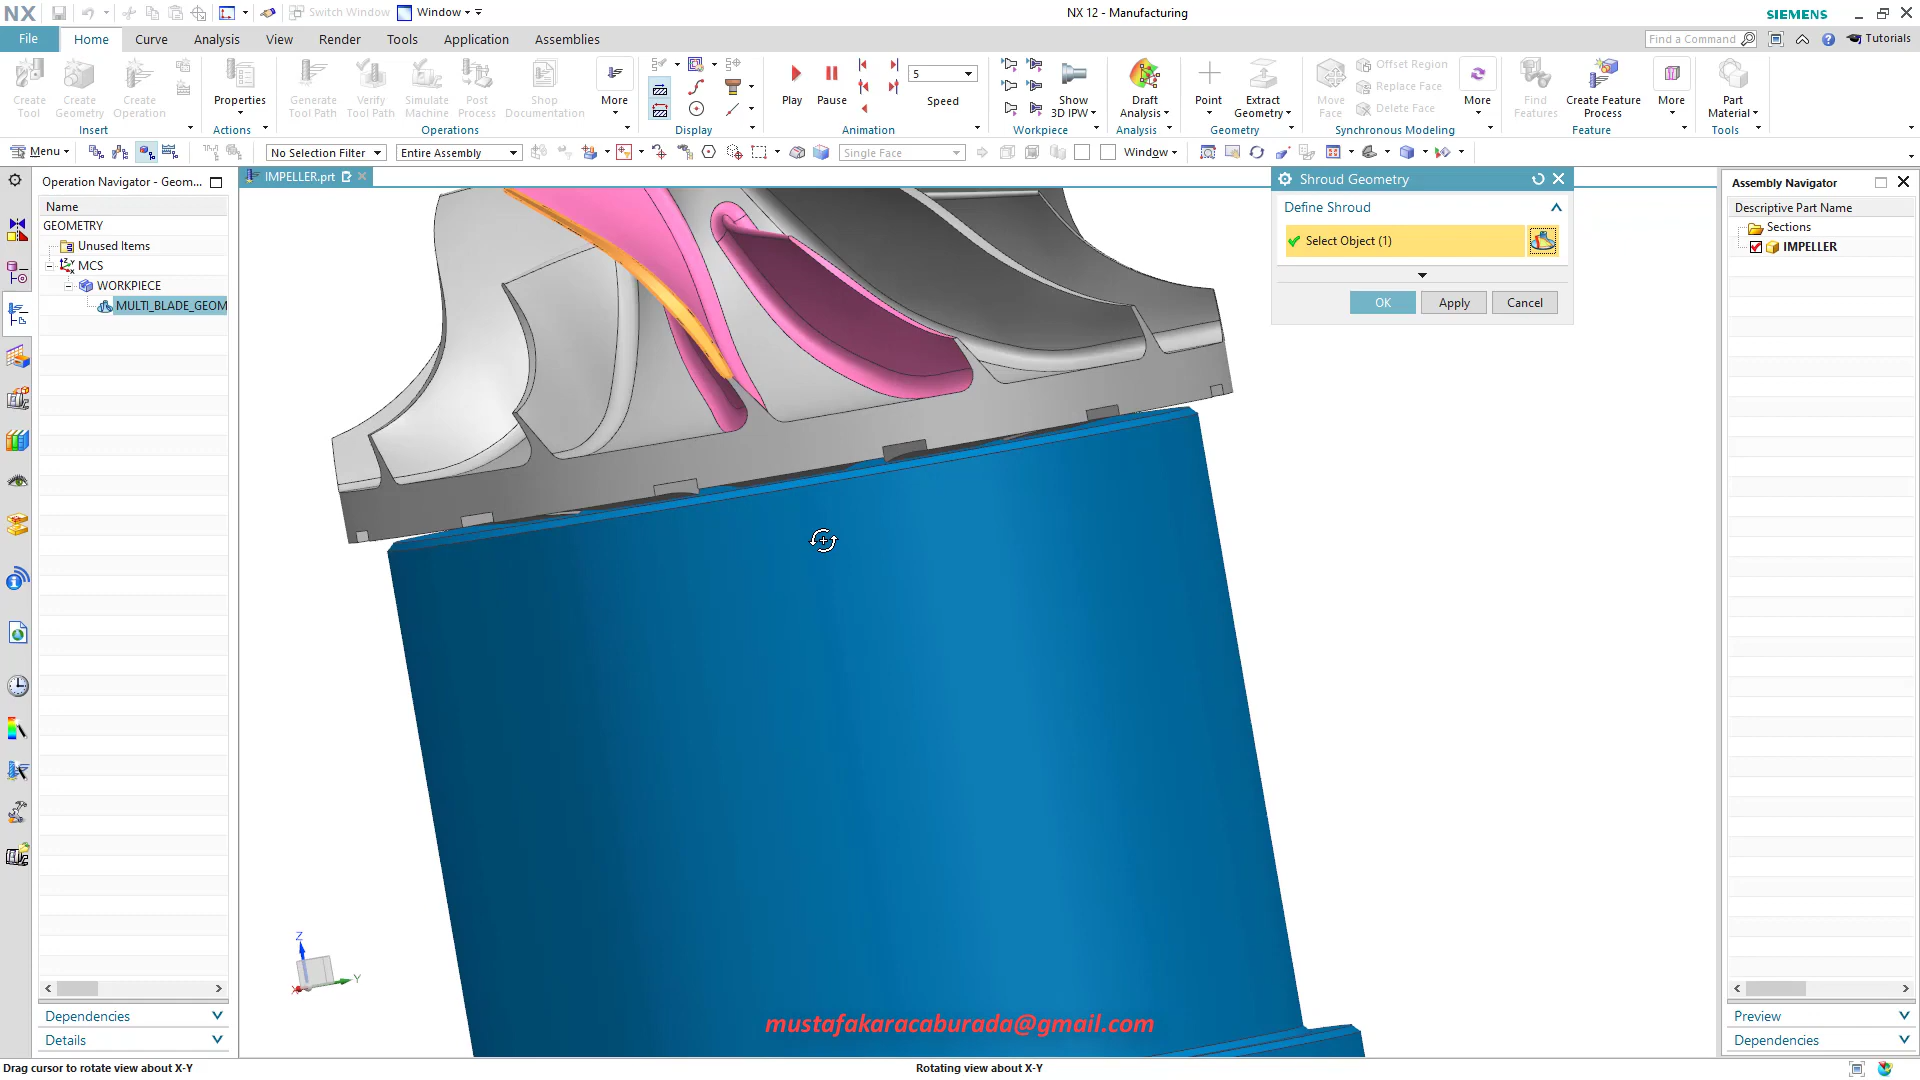 NX
Switch Window
Window
NX 12 - Manufacturing
SIEMENS
File
Home
Curve
Analysis
View
Render
Tools
Application
Assemblies
Find a Command
Tutorials
Create Tool
Create Geometry
Create Operation
Properties
Generate Tool Path
Verify Tool Path
Simulate Machine
Post Process
Shop Documentation
More
Play
Pause
5
Speed
Show 3D IPW
Draft Analysis
Point
Extract Geometry
Move Face
Offset Region
Replace Face
Delete Face
More
Find Features
Create Feature Process
More
Part Material
Insert
Actions
Operations
Display
Animation
Workpiece
Analysis
Geometry
Synchronous Modeling
Feature
Tools
Menu
No Selection Filter
Entire Assembly
Single Face
Window
Operation Navigator - Geom...
IMPELLER.prt
Name
GEOMETRY
Unused Items
MCS
WORKPIECE
MULTI_BLADE_GEOM
Shroud Geometry
Define Shroud
Select Object (1)
OK
Apply
Cancel
Assembly Navigator
Descriptive Part Name
Sections
IMPELLER
Z
Y
X
mustafakaracaburada@gmail.com
Dependencies
Details
Preview
Dependencies
Drag cursor to rotate view about X-Y
Rotating view about X-Y